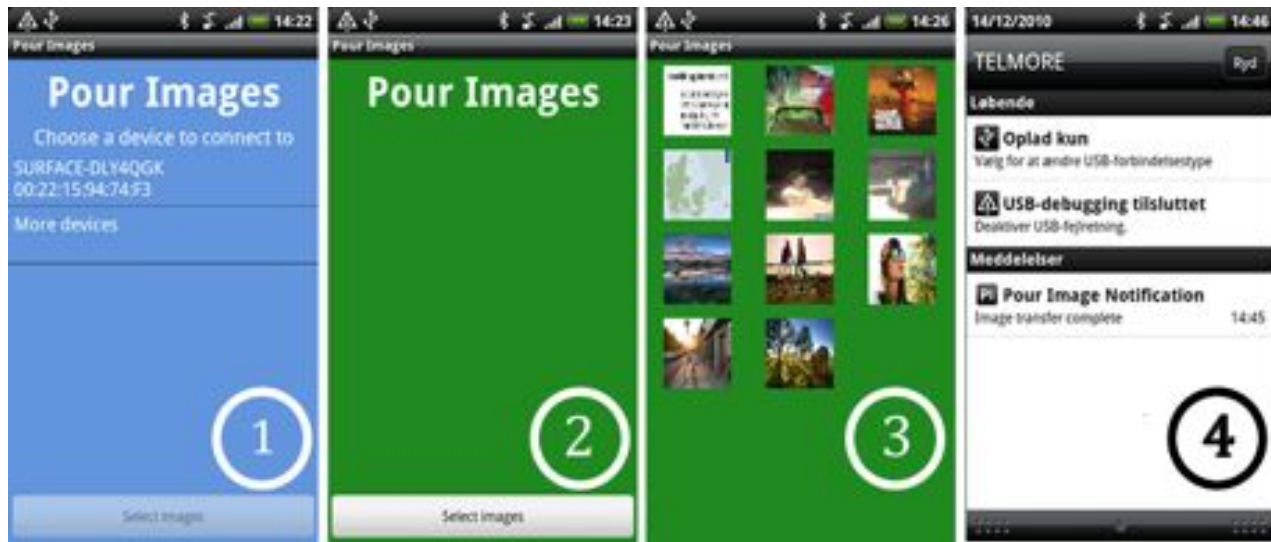 14:22
Pour Images
Pour Images
Choose a device to connect to
SURFACE-DLY4QGK
00:22:15:94:74:F3
More devices
1
Select images
14:23
Pour Images
Pour Images
2
Select images
14:26
Pour Images
3
14/12/2010 14:46
TELMORE Ryd
Løbende
Oplad kun
Vælg for at ændre USB-forbindelsestype
USB-debugging tilsluttet
Deaktiver USB-fejlretning.
Meddelelser
PI Pour Image Notification
Image transfer complete 14:45
4